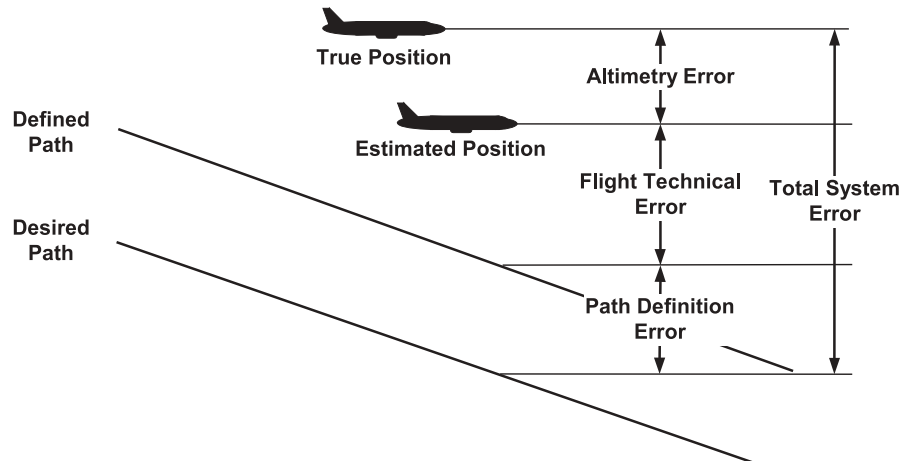 True Position
Altimetry Error
Defined
Path
Estimated Position
Flight Technical
Error
Total System
Error
Desired
Path
Path Definition
Error